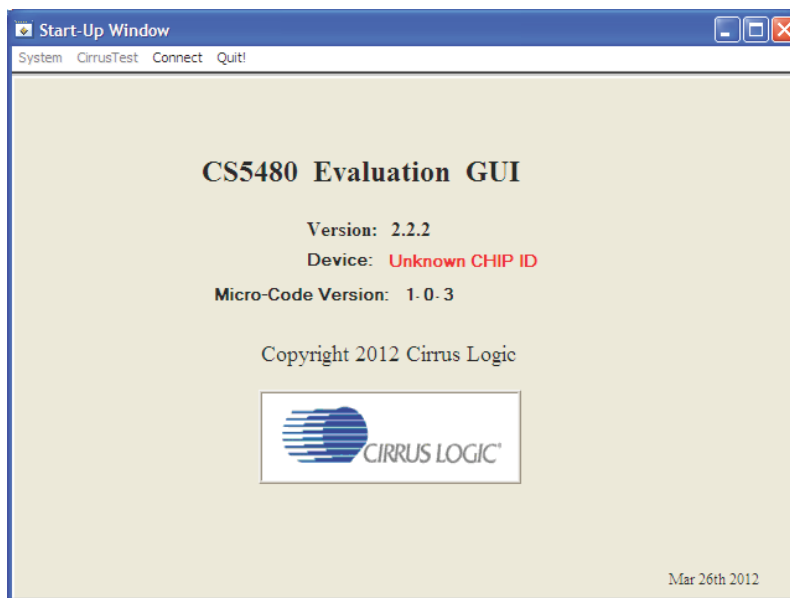 Start-Up Window
System CirrusTest Connect Quit!
CS5480 Evaluation GUI
Version: 2.2.2
Device: Unknown CHIP ID
Micro-Code Version: 1.0.3
Copyright 2012 Cirrus Logic
CIRRUS LOGIC®
Mar 26th 2012